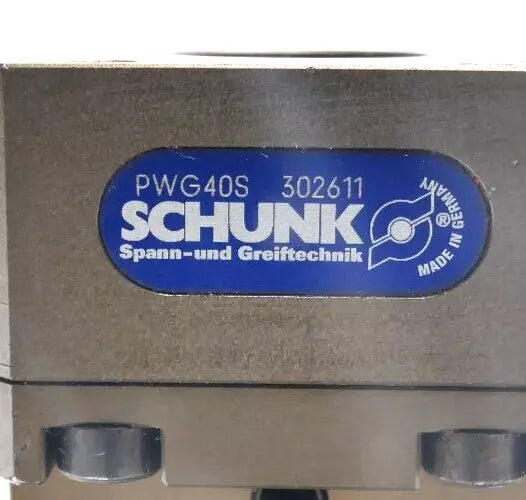 PWG40S 302611
SCHUNK
Spann-und Greiftechnik
®
MADE IN GERMANY